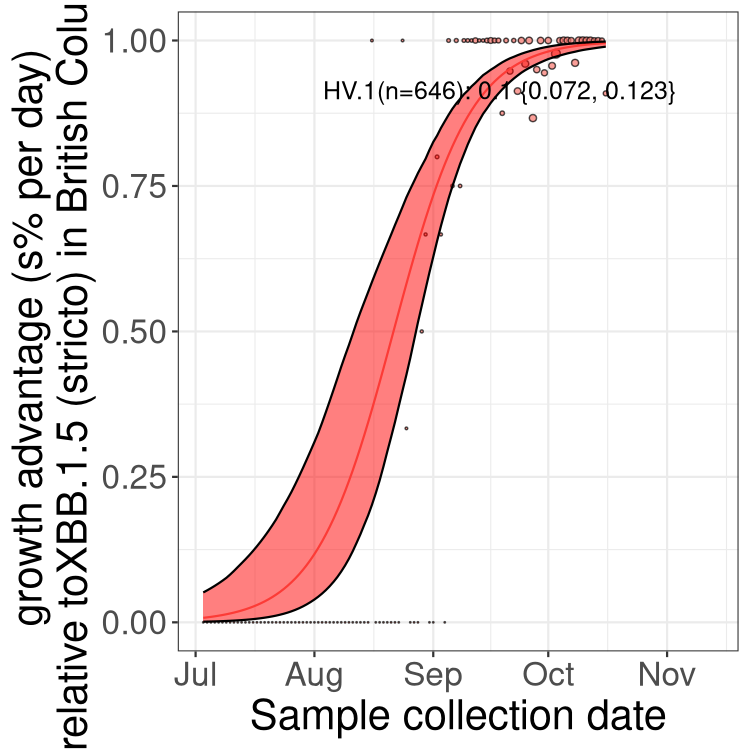 growth advantage (s% per day)
relative toXBB.1.5 (stricto) in British Colu
1.00
0.75
0.50
0.25
0.00
HV.1(n=646): 0.1 {0.072, 0.123}
Jul Aug Sep Oct Nov
Sample collection date